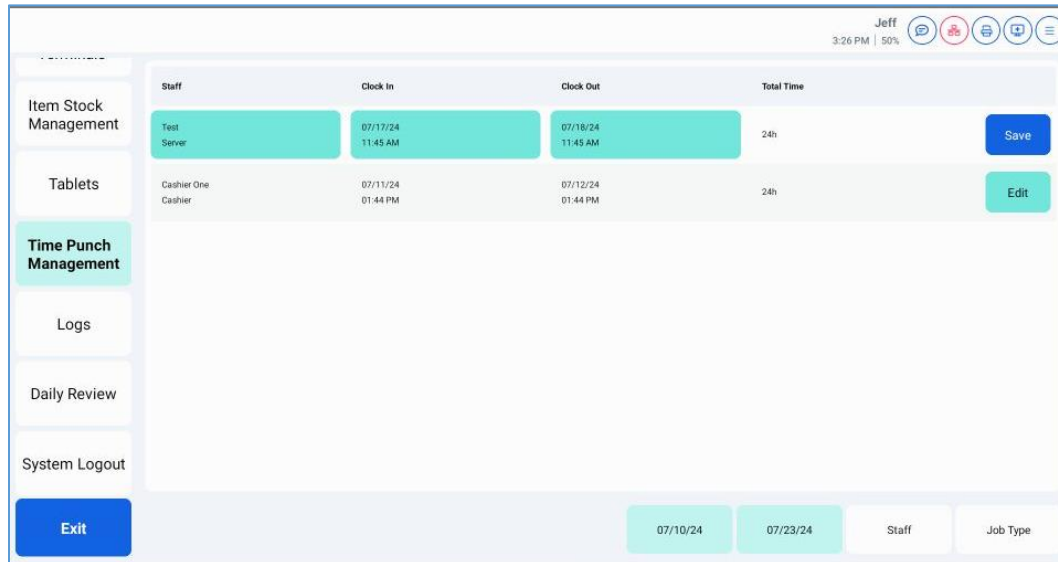 Jeff
3:26 PM | 50%
Item Stock
Management
Tablets
Time Punch
Management
Logs
Daily Review
System Logout
Exit
Staff Clock In Clock Out Total Time
Test 07/17/24 07/18/24
Server 11:45 AM 11:45 AM
24h
Save
Cashier One 07/11/24 07/12/24
Cashier 01:44 PM 01:44 PM
24h
Edit
07/10/24 07/23/24 Staff Job Type